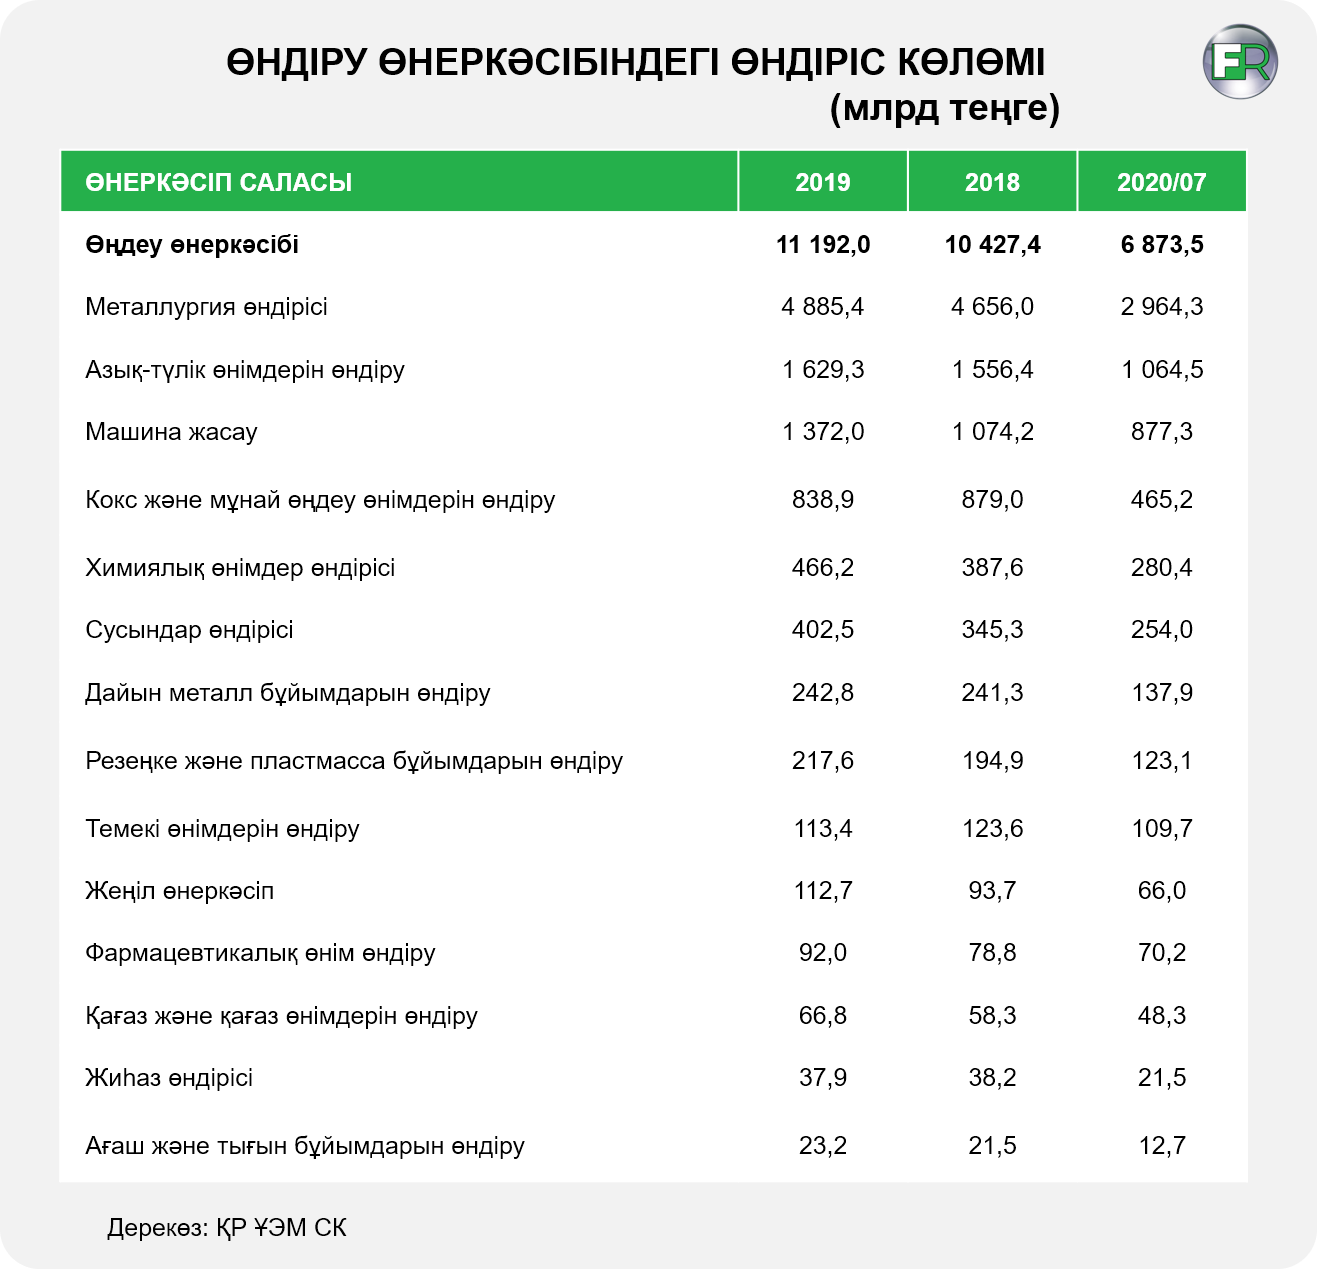 ӨНДІРУ ӨНЕРКӘСІБІНДЕГІ ӨНДІРІС КӨЛӨМІ
(млрд теңге)
FR
ӨНЕРКӘСІП САЛАСЫ 2019 2018 2020/07
Өңдеу өнеркәсібі 11 192,0 10 427,4 6 873,5
Металлургия өндірісі 4 885,4 4 656,0 2 964,3
Азық-түлік өнімдерін өндіру 1 629,3 1 556,4 1 064,5
Машина жасау 1 372,0 1 074,2 877,3
Кокс және мұнай өңдеу өнімдерін өндіру 838,9 879,0 465,2
Химиялық өнімдер өндірісі 466,2 387,6 280,4
Сусындар өндірісі 402,5 345,3 254,0
Дайын металл бұйымдарын өндіру 242,8 241,3 137,9
Резеңке және пластмасса бұйымдарын өндіру 217,6 194,9 123,1
Темекі өнімдерін өндіру 113,4 123,6 109,7
Жеңіл өнеркәсіп 112,7 93,7 66,0
Фармацевтикалық өнім өндіру 92,0 78,8 70,2
Қағаз және қағаз өнімдерін өндіру 66,8 58,3 48,3
Жиһаз өндірісі 37,9 38,2 21,5
Ағаш және тығын бұйымдарын өндіру 23,2 21,5 12,7
Дерекөз: ҚР ҰЭМ СК